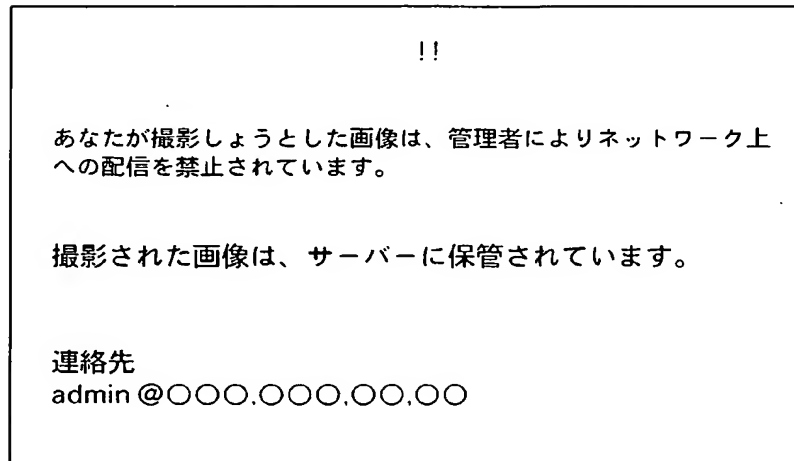 !!
あなたが撮影しょうとした画像は、管理者によりネットワーク上
への配信を禁止されています。
撮影された画像は、サーバーに保管されています。
連絡先
admin@○○○.○○○.○○.○○